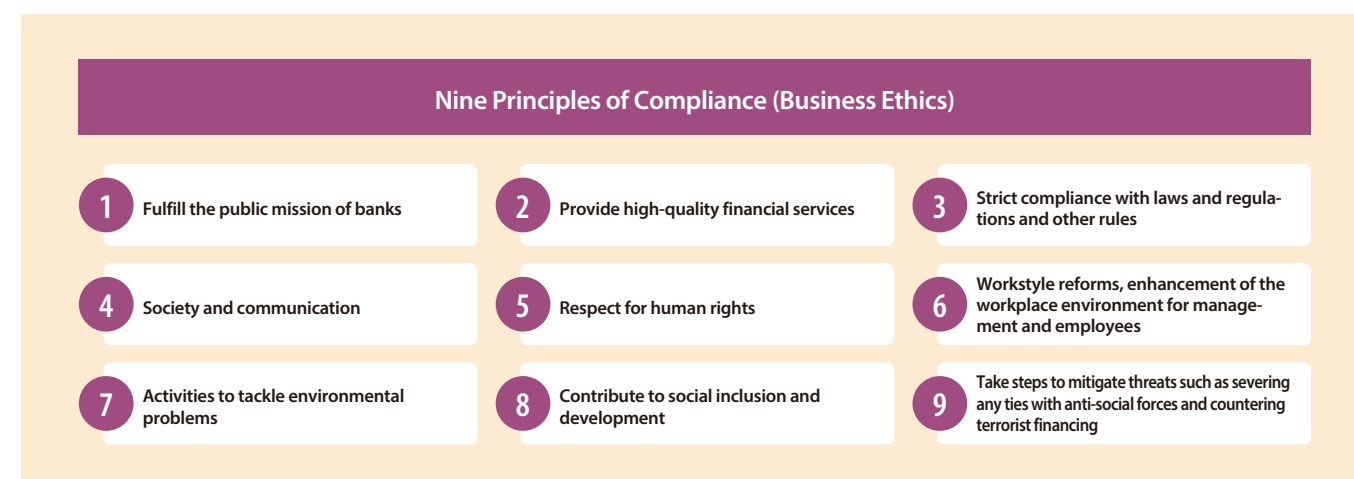 Nine Principles of Compliance (Business Ethics)
1
Fulfill the public mission of banks
2
Provide high-quality financial services
3
Strict compliance with laws and regula-
tions and other rules
4
Society and communication
5
Respect for human rights
6
Workstyle reforms, enhancement of the
workplace environment for manage-
ment and employees
7
Activities to tackle environmental
problems
8
Contribute to social inclusion and
development
9
Take steps to mitigate threats such as severing
any ties with anti-social forces and countering
terrorist financing